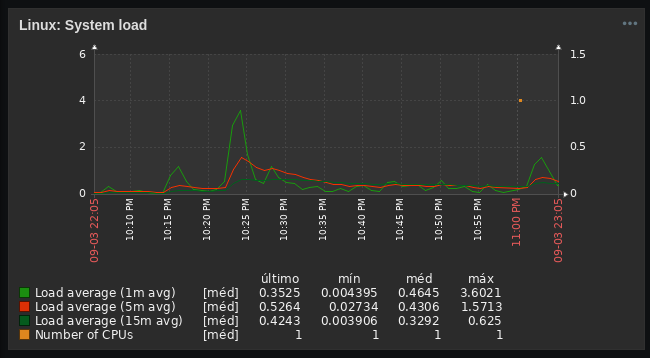 Linux: System load
6 1.5
4 1.0
2 0.5
0 0
09-03 22:05 10:10 PM 10:15 PM 10:20 PM 10:25 PM 10:30 PM 10:35 PM 10:40 PM 10:45 PM 10:50 PM 10:55 PM 11:00 PM 09-03 23:05
último mín méd máx
Load average (1m avg) [méd] 0.3525 0.004395 0.4645 3.6021
Load average (5m avg) [méd] 0.5264 0.02734 0.4306 1.5713
Load average (15m avg) [méd] 0.4243 0.003906 0.3292 0.625
Number of CPUs [méd] 1 1 1 1